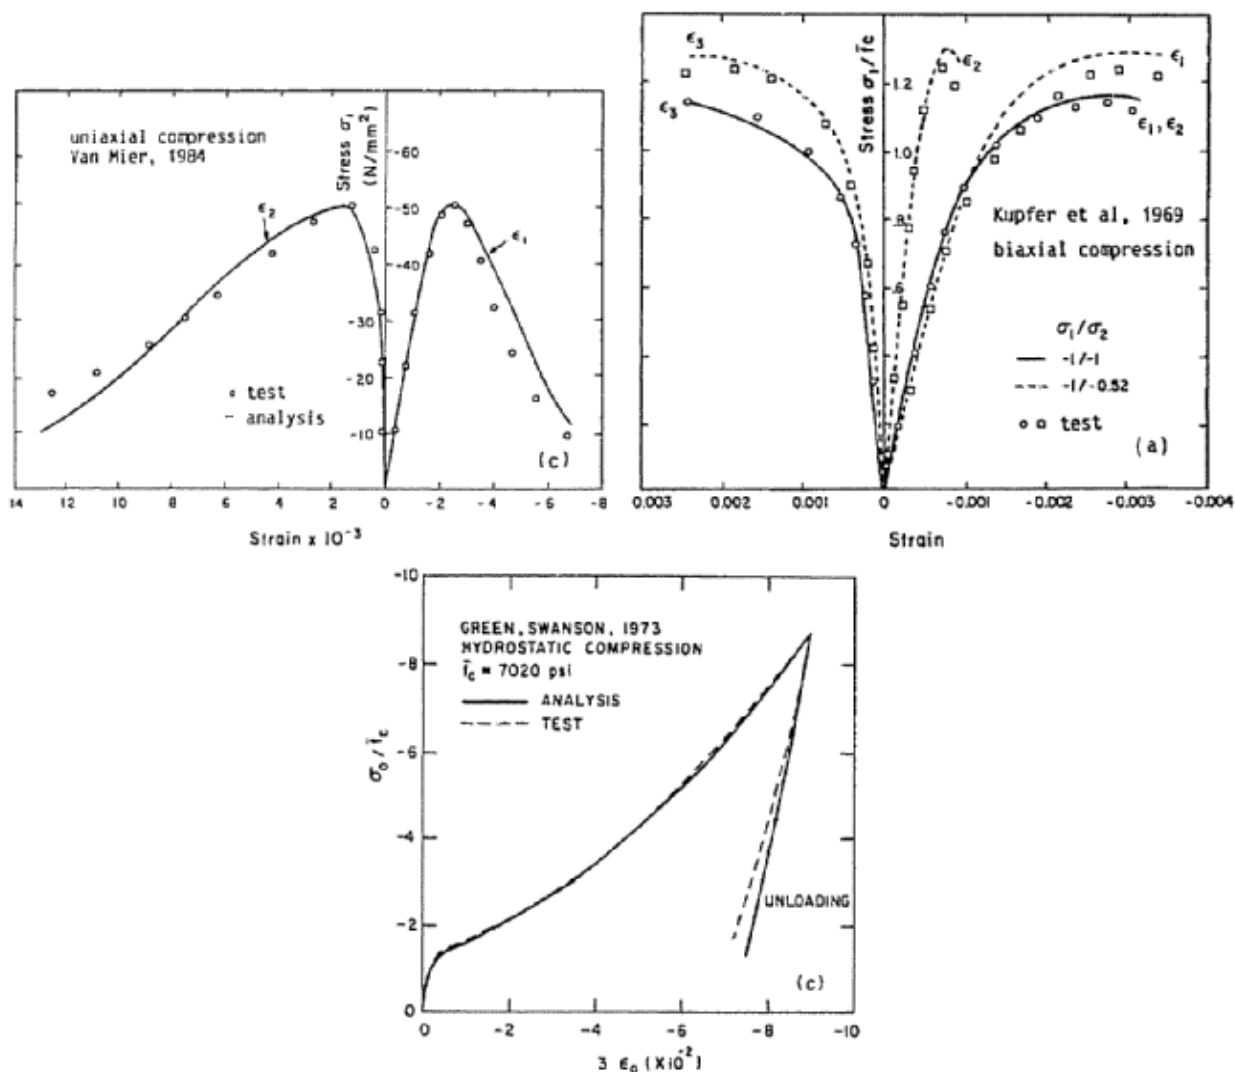 uniaxial compression
Van Mier, 1984
Stress σ₁
(N/mm²)
-60
-50
-40
-30
-20
-10
ϵ₂
ϵ₁
○ test
– analysis
(c)
14 12 10 8 6 4 2 0 -2 -4 -6 -8
Strain x 10⁻³
Stress σ₁/f̄c
1.2
1.0
.8
.6
.4
ϵ₃
ϵ₃
ϵ₂
ϵ₁
ϵ₁, ϵ₂
Kupfer et al, 1969
biaxial compression
σ₁/σ₂
-1/-1
-1/-0.52
○ □ test
(a)
0.003 0.002 0.001 0 -0.001 -0.002 -0.003 -0.004
Strain
-10
-8
-6
-4
-2
0
σ₀/f̄c
GREEN, SWANSON, 1973
HYDROSTATIC COMPRESSION
f̄c = 7020 psi
ANALYSIS
TEST
UNLOADING
(c)
0 -2 -4 -6 -8 -10
3 ϵ₀ (X10⁻²)